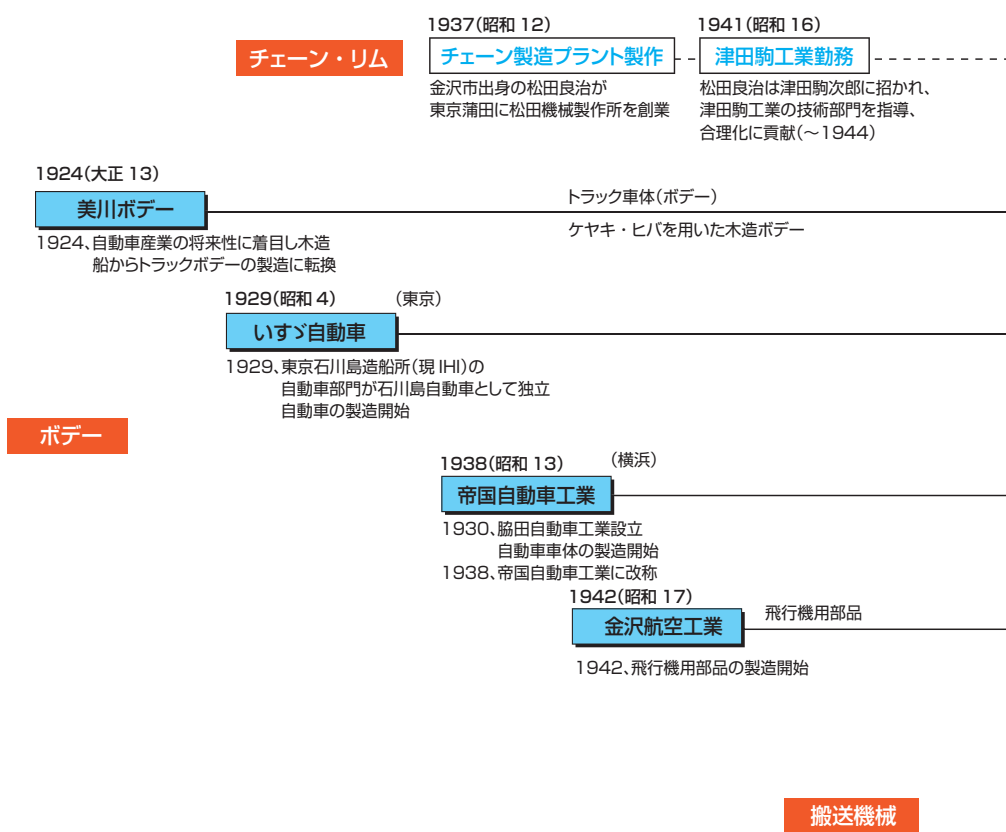 1937(昭和12)
1941(昭和16)
チェーン・リム
チェーン製造プラント製作
津田駒工業勤務
金沢市出身の松田良治が
東京蒲田に松田機械製作所を創業
松田良治は津田駒次郎に招かれ、
津田駒工業の技術部門を指導、
合理化に貢献(～1944)
1924(大正13)
美川ボデー
トラック車体(ボデー)
ケヤキ・ヒバを用いた木造ボデー
1924、自動車産業の将来性に着目し木造
船からトラックボデーの製造に転換
1929(昭和4)
(東京)
いすゞ自動車
1929、東京石川島造船所(現IHI)の
自動車部門が石川島自動車として独立
自動車の製造開始
ボデー
1938(昭和13)
(横浜)
帝国自動車工業
1930、脇田自動車工業設立
自動車車体の製造開始
1938、帝国自動車工業に改称
1942(昭和17)
金沢航空工業
飛行機用部品
1942、飛行機用部品の製造開始
搬送機械